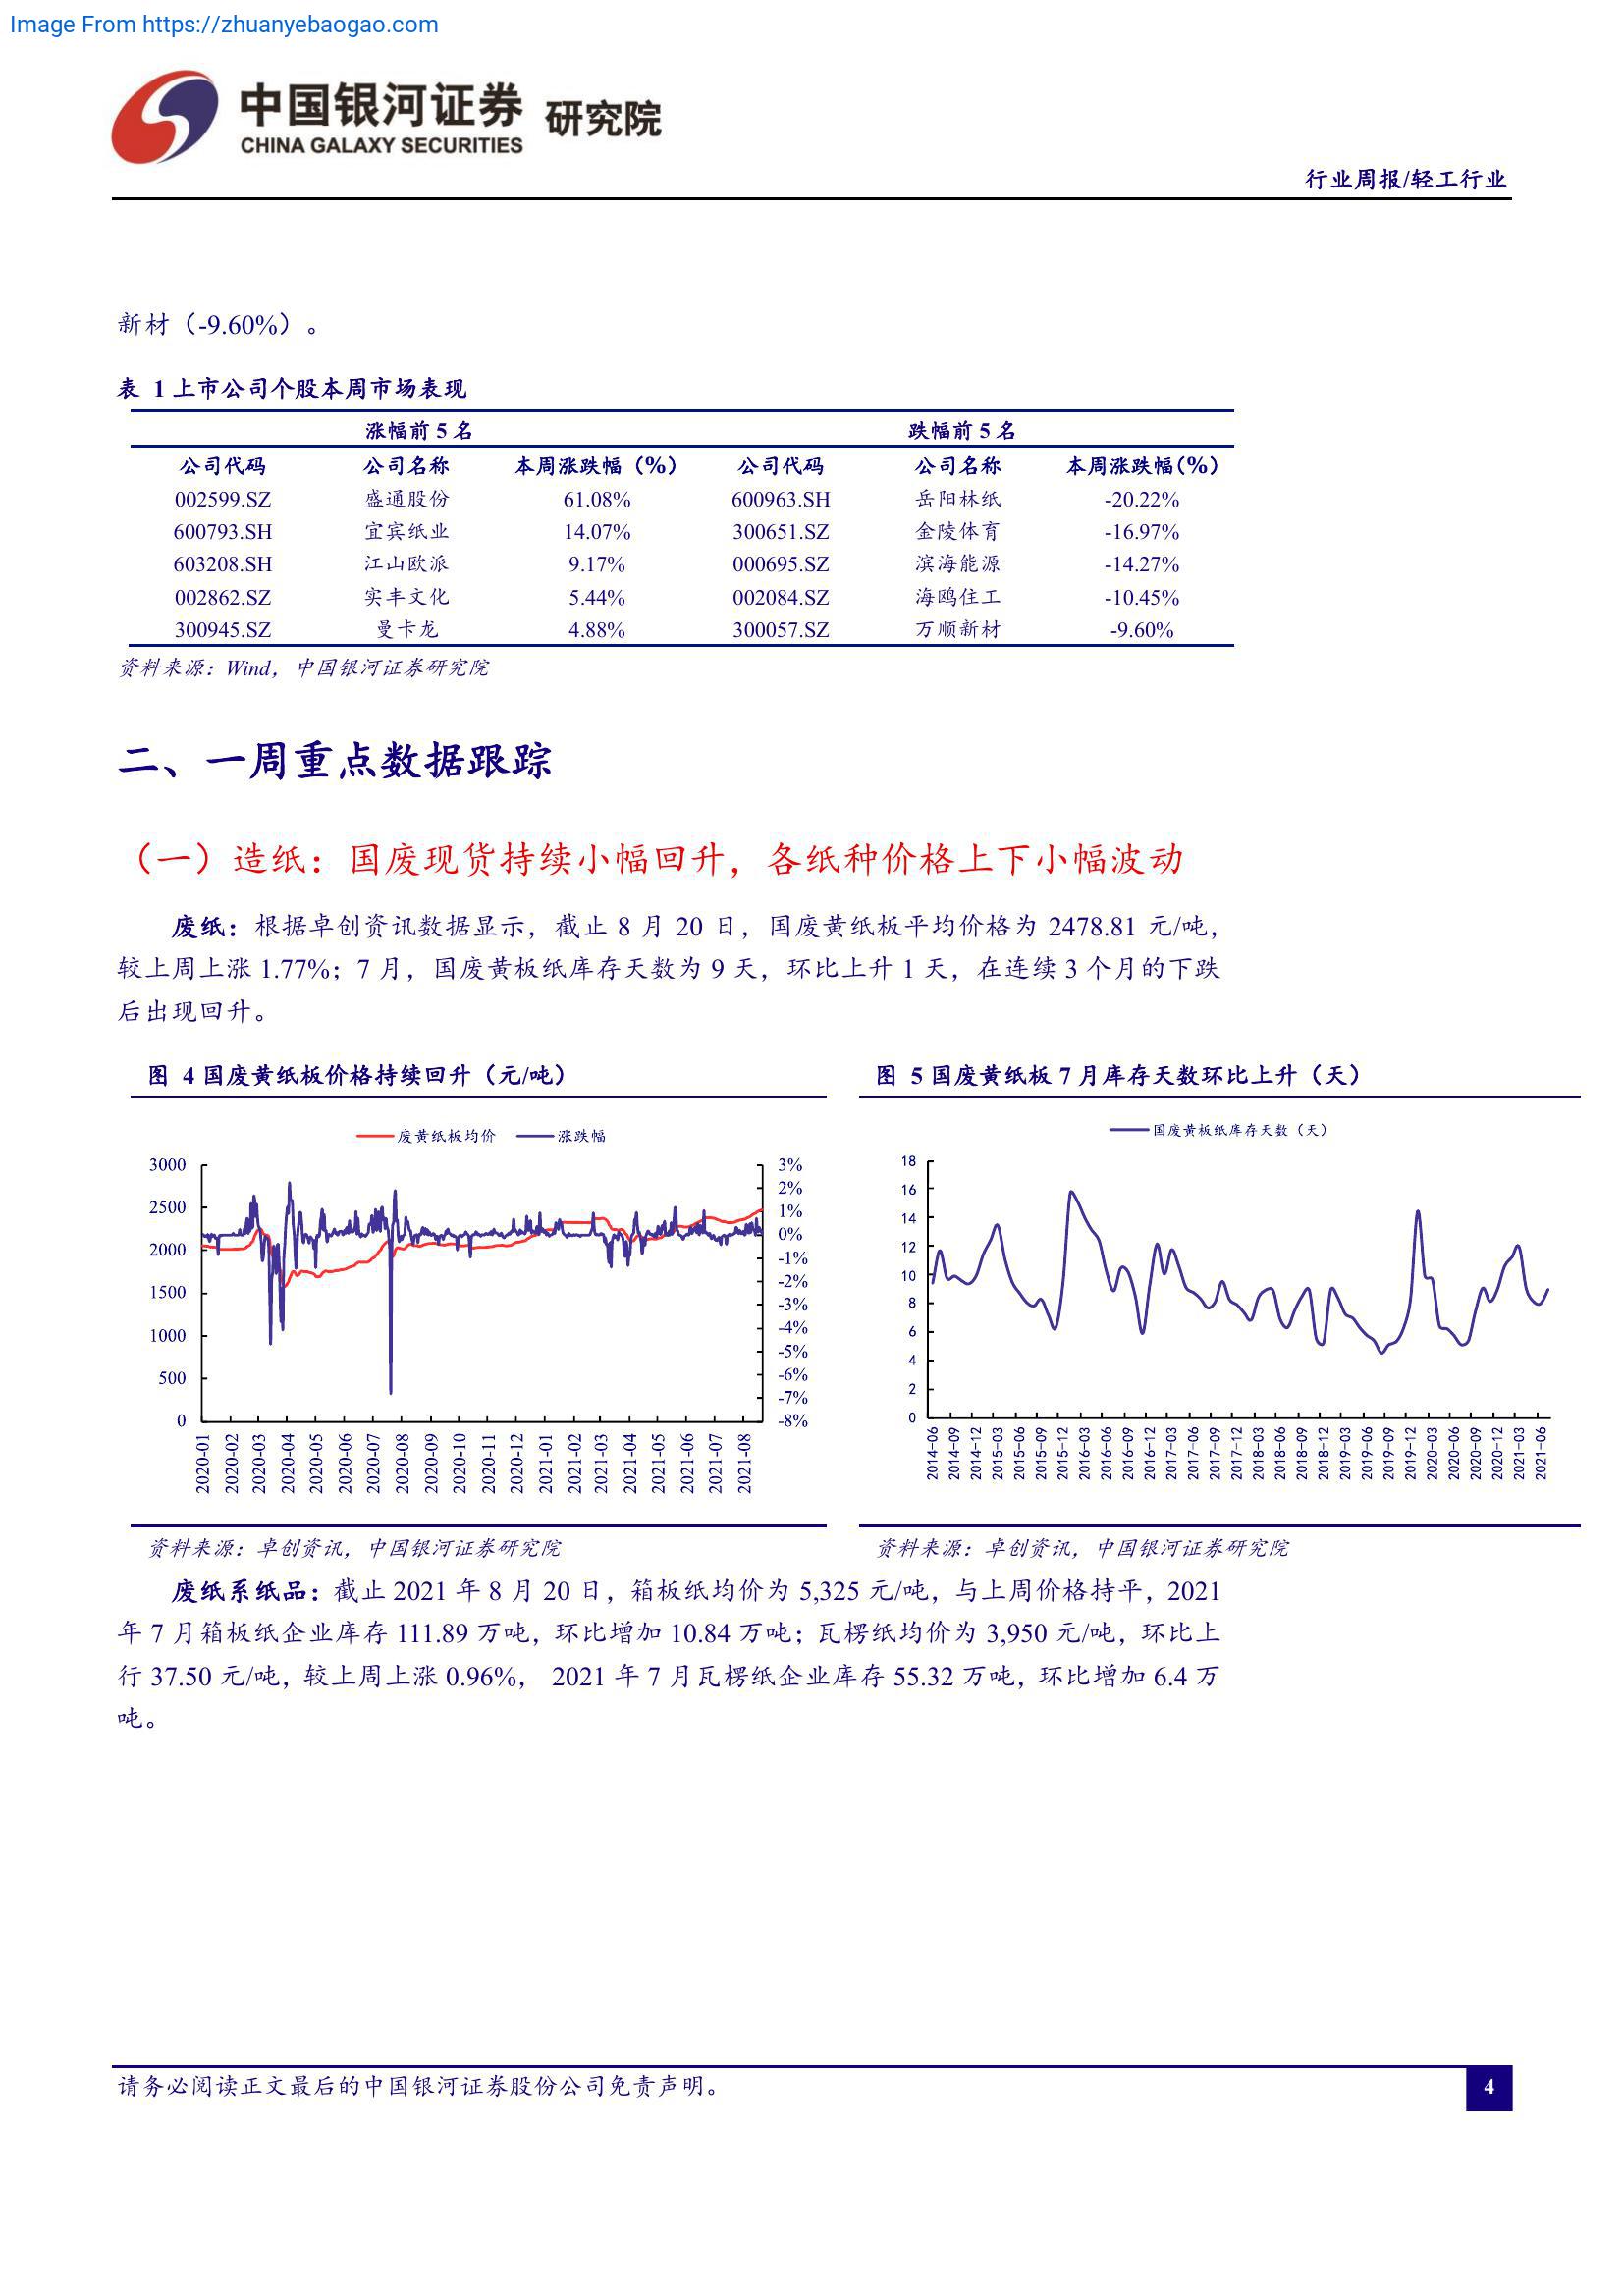 Image From https://zhuanyebaogao.com
中国银河证券 研究院
CHINA GALAXY SECURITIES
行业周报/轻工行业
新材（-9.60%）。
表 1 上市公司个股本周市场表现
涨幅前 5 名 跌幅前 5 名
公司代码 公司名称 本周涨跌幅（%） 公司代码 公司名称 本周涨跌幅(%)
002599.SZ 盛通股份 61.08% 600963.SH 岳阳林纸 -20.22%
600793.SH 宜宾纸业 14.07% 300651.SZ 金陵体育 -16.97%
603208.SH 江山欧派 9.17% 000695.SZ 滨海能源 -14.27%
002862.SZ 实丰文化 5.44% 002084.SZ 海鸥住工 -10.45%
300945.SZ 曼卡龙 4.88% 300057.SZ 万顺新材 -9.60%
资料来源：Wind，中国银河证券研究院
二、一周重点数据跟踪
（一）造纸：国废现货持续小幅回升，各纸种价格上下小幅波动
废纸：根据卓创资讯数据显示，截止 8 月 20 日，国废黄纸板平均价格为 2478.81 元/吨，
较上周上涨 1.77%；7 月，国废黄板纸库存天数为 9 天，环比上升 1 天，在连续 3 个月的下跌
后出现回升。
图 4 国废黄纸板价格持续回升（元/吨）
废黄纸板均价 涨跌幅
3000
2500
2000
1500
1000
500
0
3%
2%
1%
0%
-1%
-2%
-3%
-4%
-5%
-6%
-7%
-8%
2020-01 2020-02 2020-03 2020-04 2020-05 2020-06 2020-07 2020-08 2020-09 2020-10 2020-11 2020-12 2021-01 2021-02 2021-03 2021-04 2021-05 2021-06 2021-07 2021-08
资料来源：卓创资讯，中国银河证券研究院
图 5 国废黄纸板 7 月库存天数环比上升（天）
国废黄板纸库存天数（天）
18
16
14
12
10
8
6
4
2
0
2014-06 2014-09 2014-12 2015-03 2015-06 2015-09 2015-12 2016-03 2016-06 2016-09 2016-12 2017-03 2017-06 2017-09 2017-12 2018-03 2018-06 2018-09 2018-12 2019-03 2019-06 2019-09 2019-12 2020-03 2020-06 2020-09 2020-12 2021-03 2021-06
资料来源：卓创资讯，中国银河证券研究院
废纸系纸品：截止 2021 年 8 月 20 日，箱板纸均价为 5,325 元/吨，与上周价格持平，2021
年 7 月箱板纸企业库存 111.89 万吨，环比增加 10.84 万吨；瓦楞纸均价为 3,950 元/吨，环比上
行 37.50 元/吨，较上周上涨 0.96%， 2021 年 7 月瓦楞纸企业库存 55.32 万吨，环比增加 6.4 万
吨。
请务必阅读正文最后的中国银河证券股份公司免责声明。
4